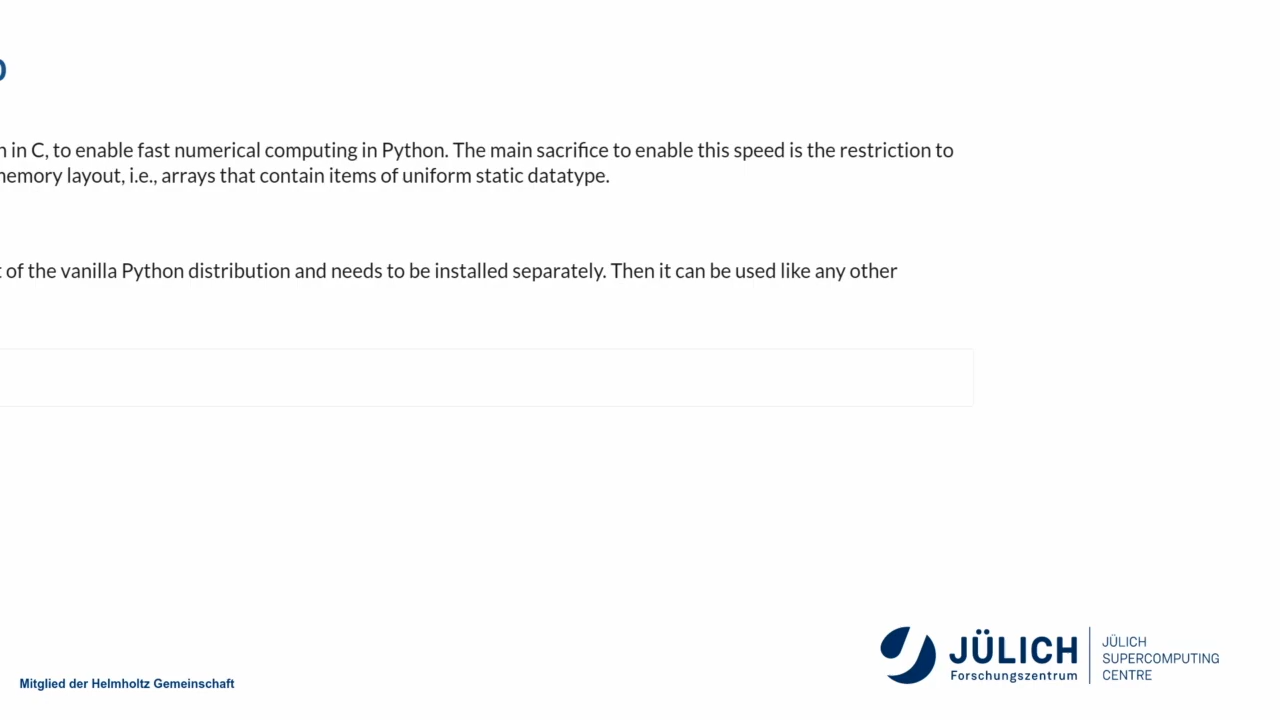 in C, to enable fast numerical computing in Python. The main sacrifice to enable this speed is the restriction to
layout, i.e., arrays that contain items of uniform static datatype.
of the vanilla Python distribution and needs to be installed separately. Then it can be used like any other
JÜLICH
Forschungszentrum
JÜLICH
SUPERCOMPUTING
CENTRE
Mitglied der Helmholtz Gemeinschaft